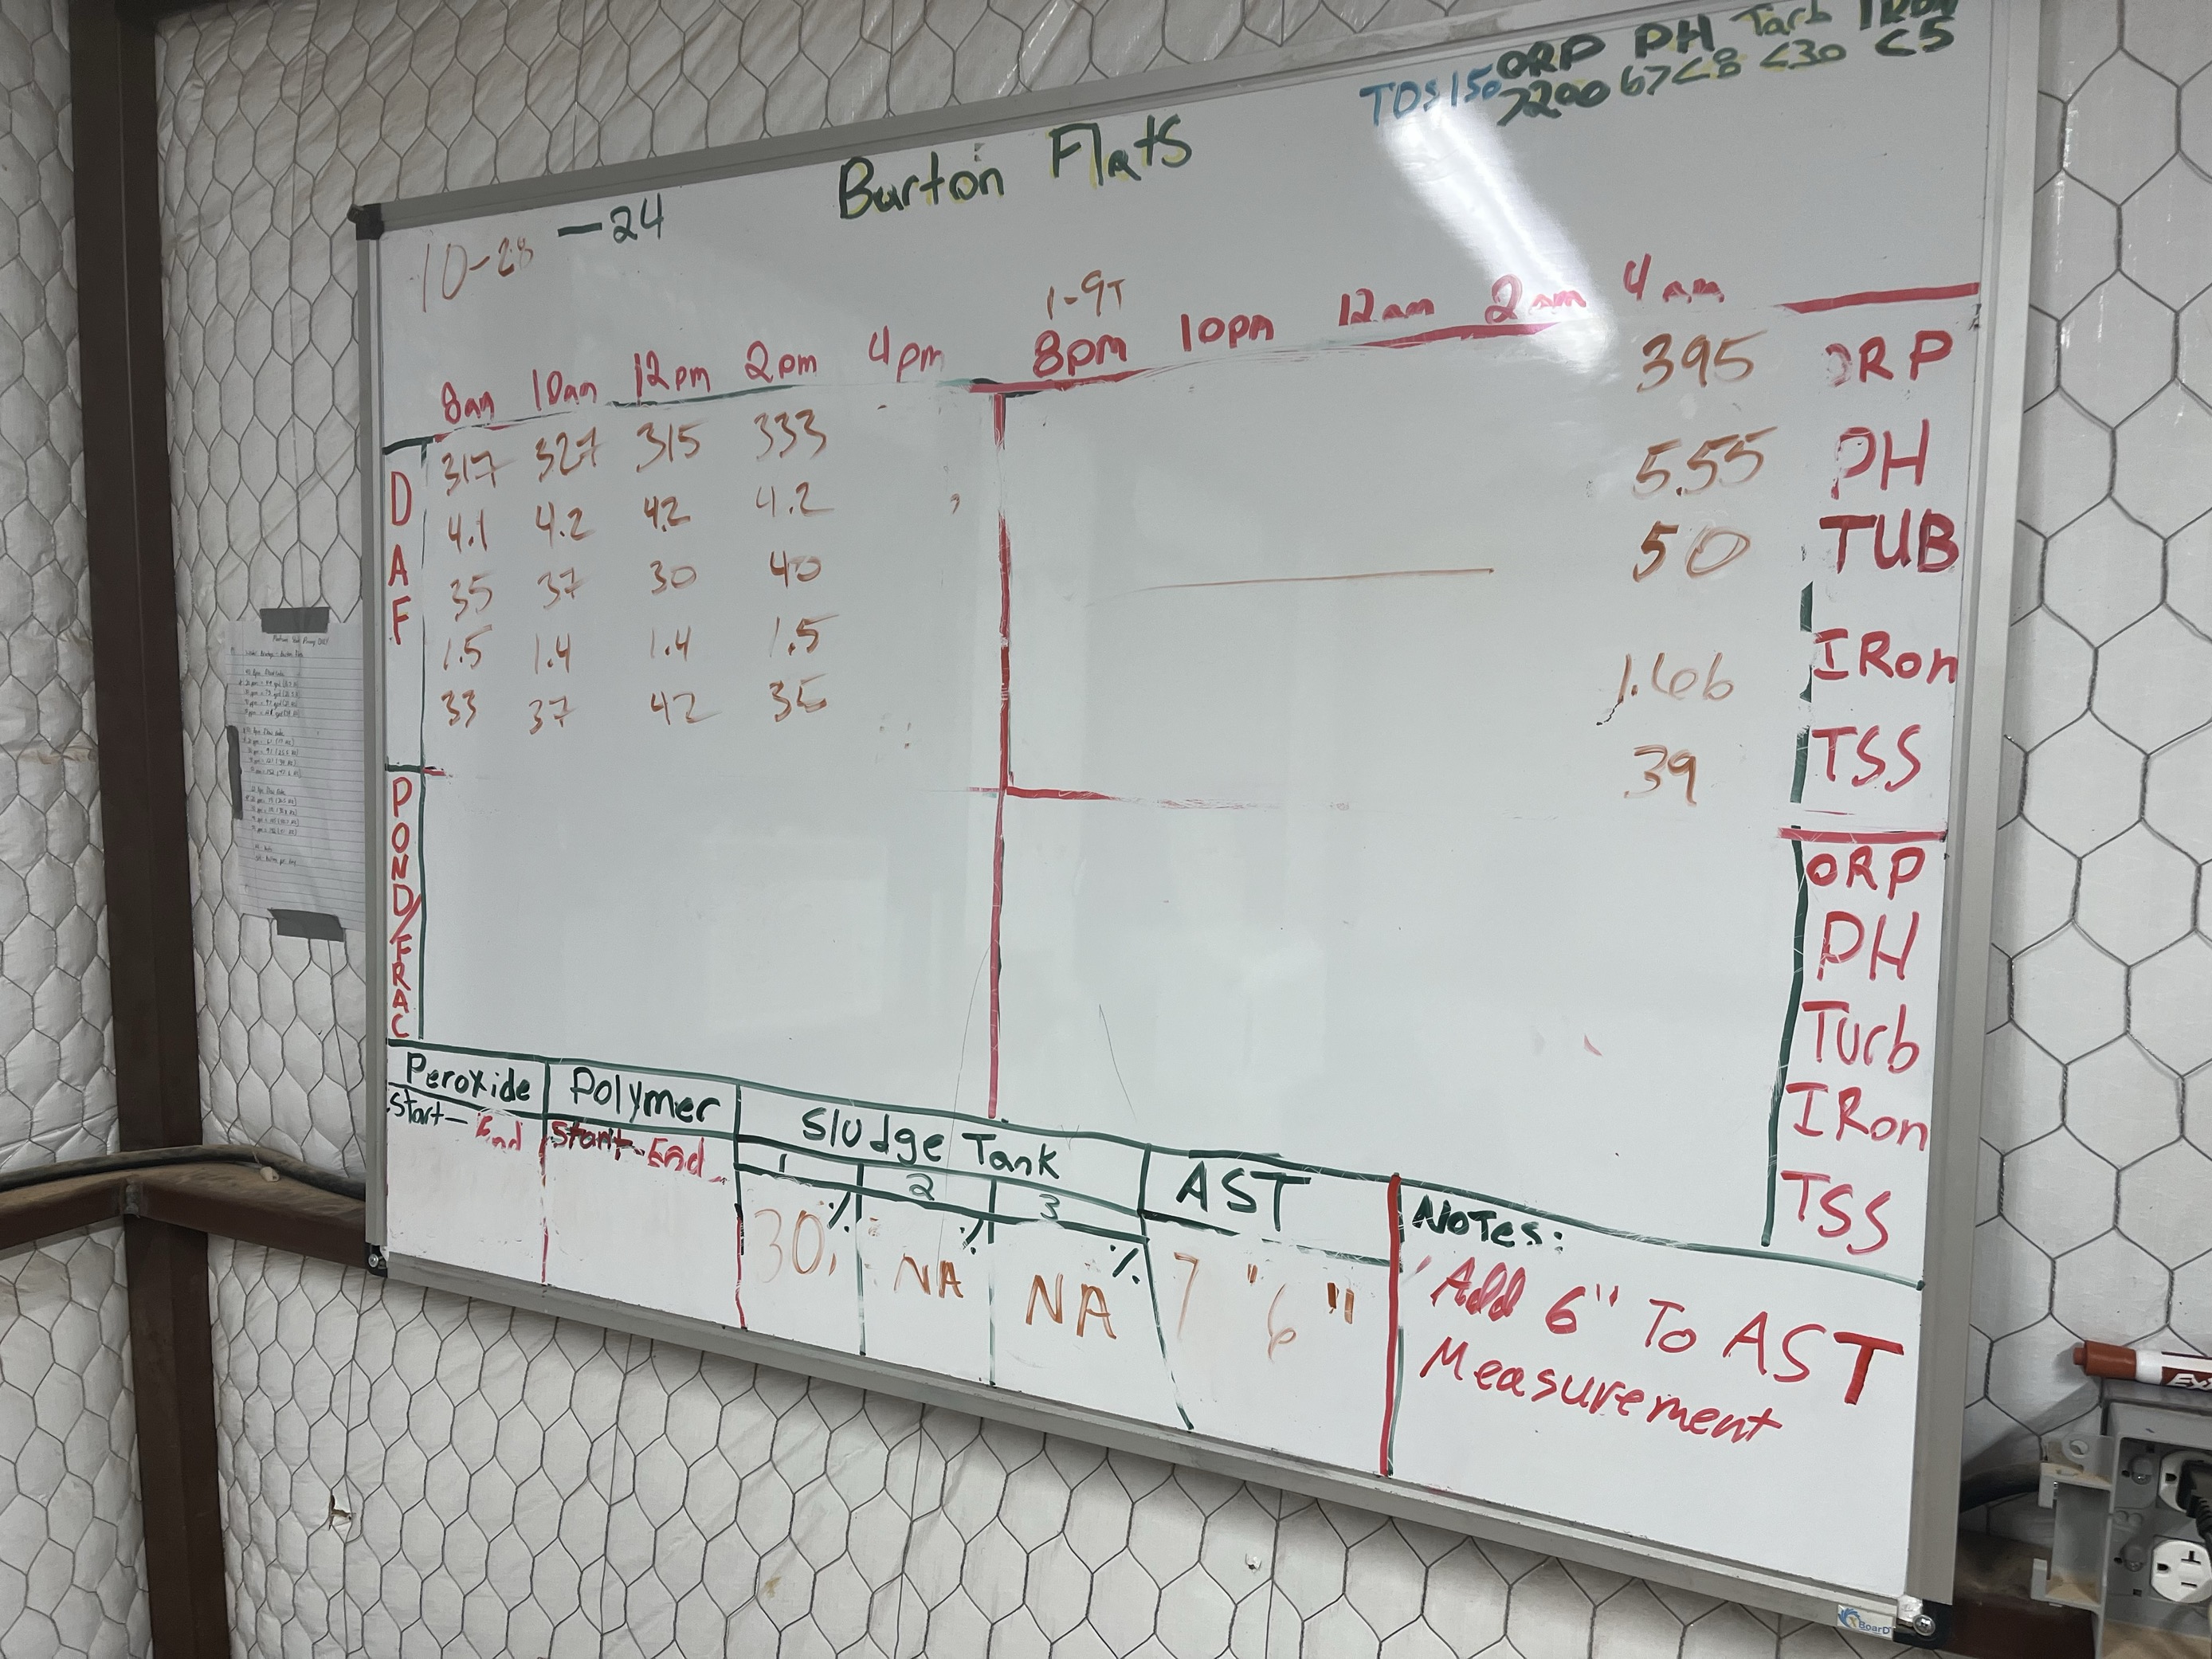 ORP PH Turb IRON
TDS 150 >200 6>7<8 <30 <5
Burton Flats
10-28 -24
1-9T
8am 10am 12pm 2pm 4pm 8pm 10pm 12am 2am 4am
DAF
317 327 315 333 395 ORP
4.1 4.2 4.2 4.2 5.55 PH
35 37 30 40 50 TUB
1.5 1.4 1.4 1.5 1.66 IRon
33 37 42 35 39 TSS
POND/FRAC
ORP
PH
Turb
IRon
TSS
Peroxide Polymer Sludge Tank AST
Start- End Start- End
1 2 3
% % %
30 NA NA 7 "6"
Notes:
Add 6" To AST
Measurement
BoarD